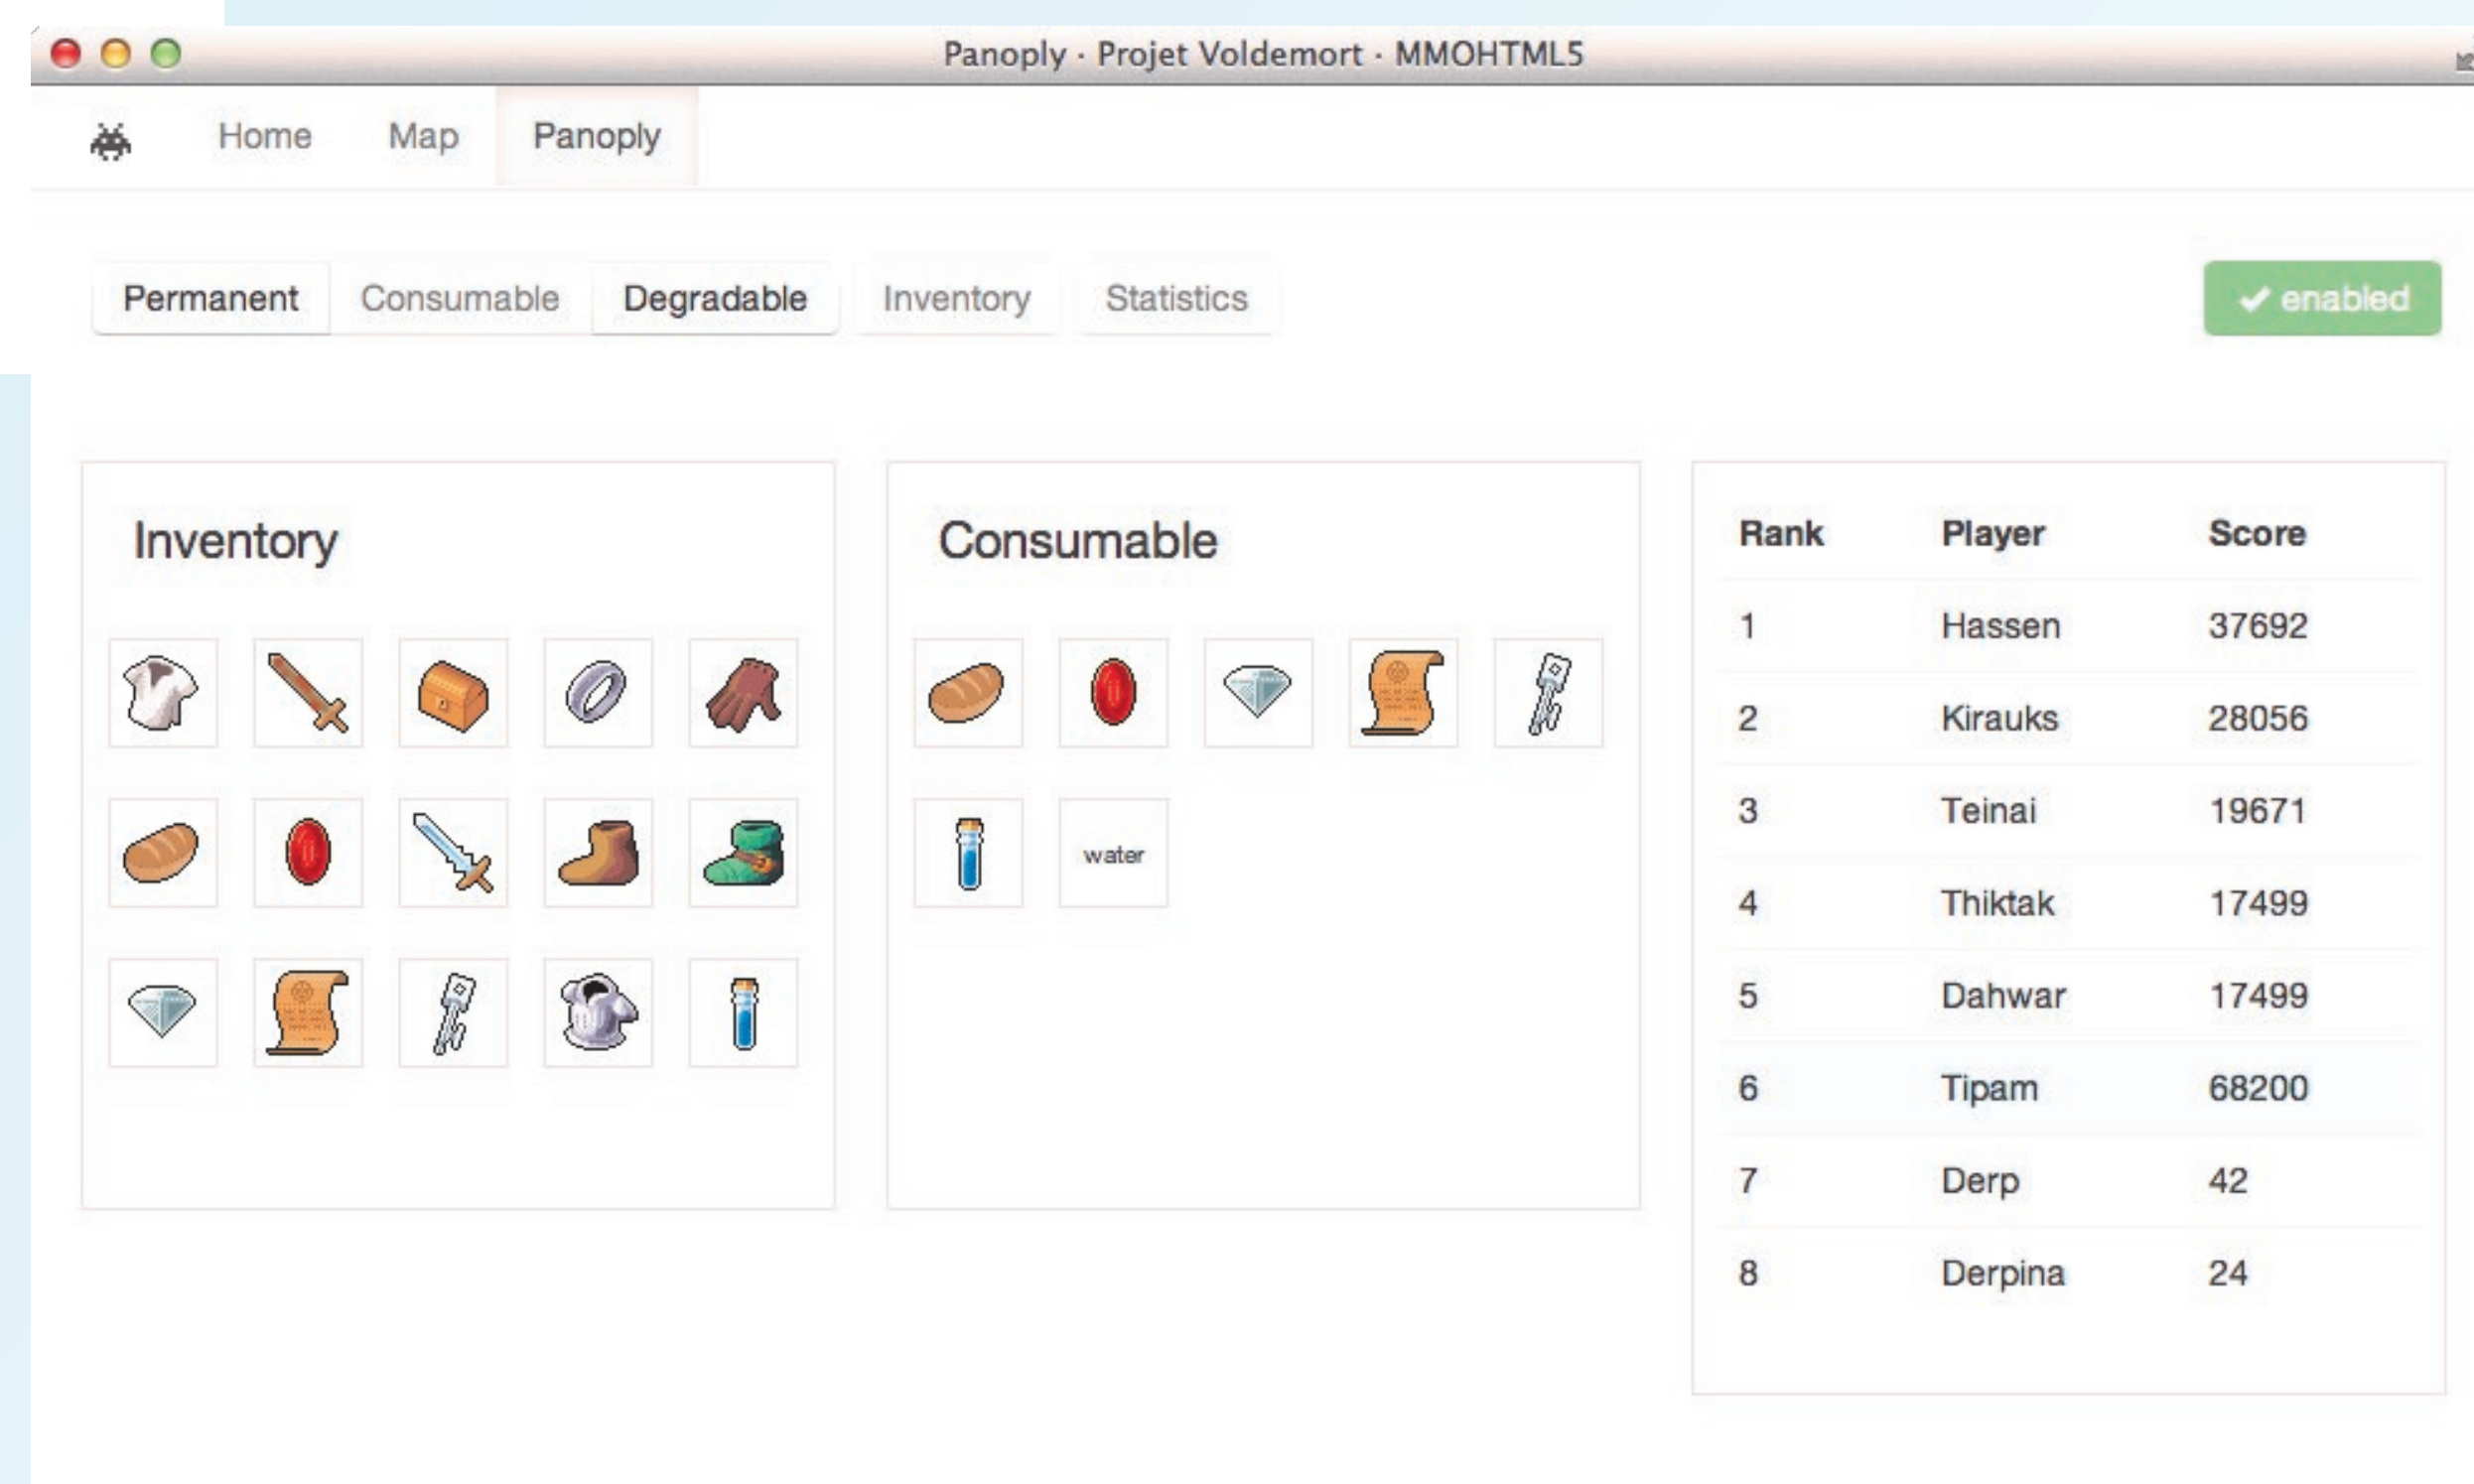 Panoply · Projet Voldemort · MMOHTML5
Home Map Panoply
Permanent Consumable Degradable Inventory Statistics ✔ enabled
Inventory
Consumable
water
Rank Player Score
1 Hassen 37692
2 Kirauks 28056
3 Teinai 19671
4 Thiktak 17499
5 Dahwar 17499
6 Tipam 68200
7 Derp 42
8 Derpina 24